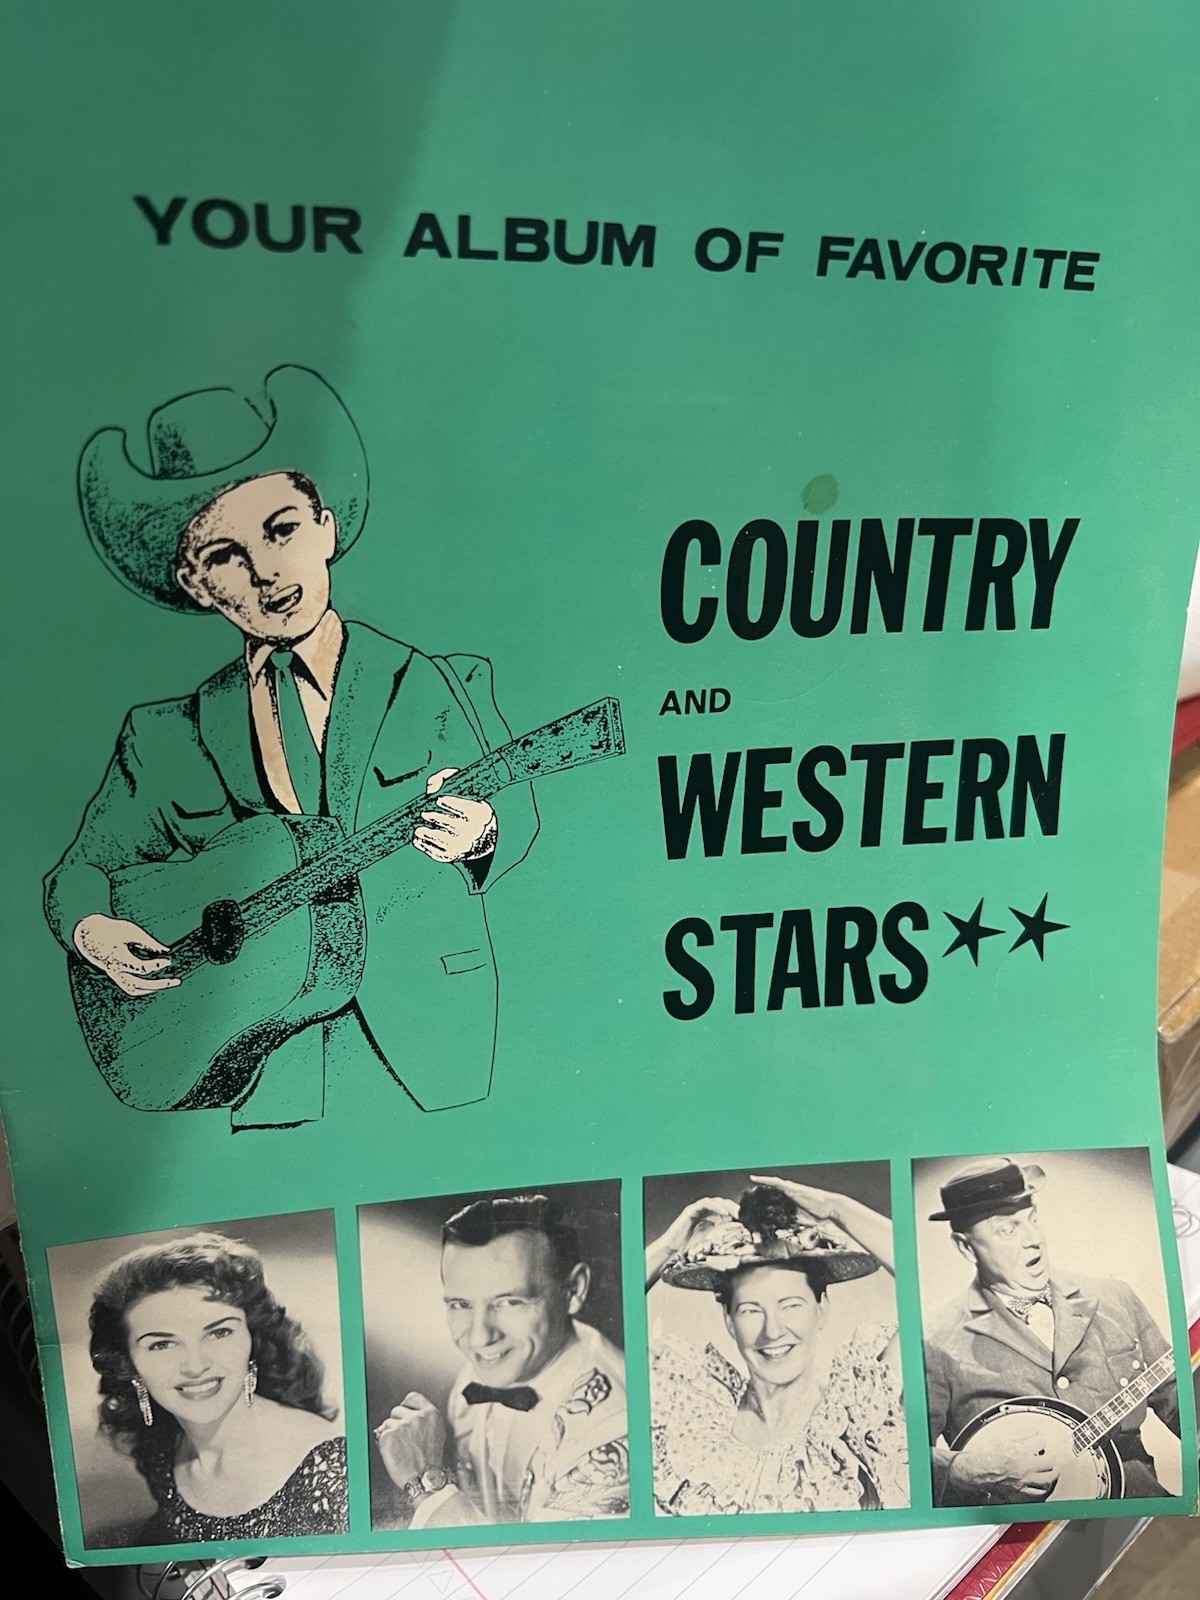 YOUR ALBUM OF FAVORITE
COUNTRY
AND
WESTERN
STARS★★